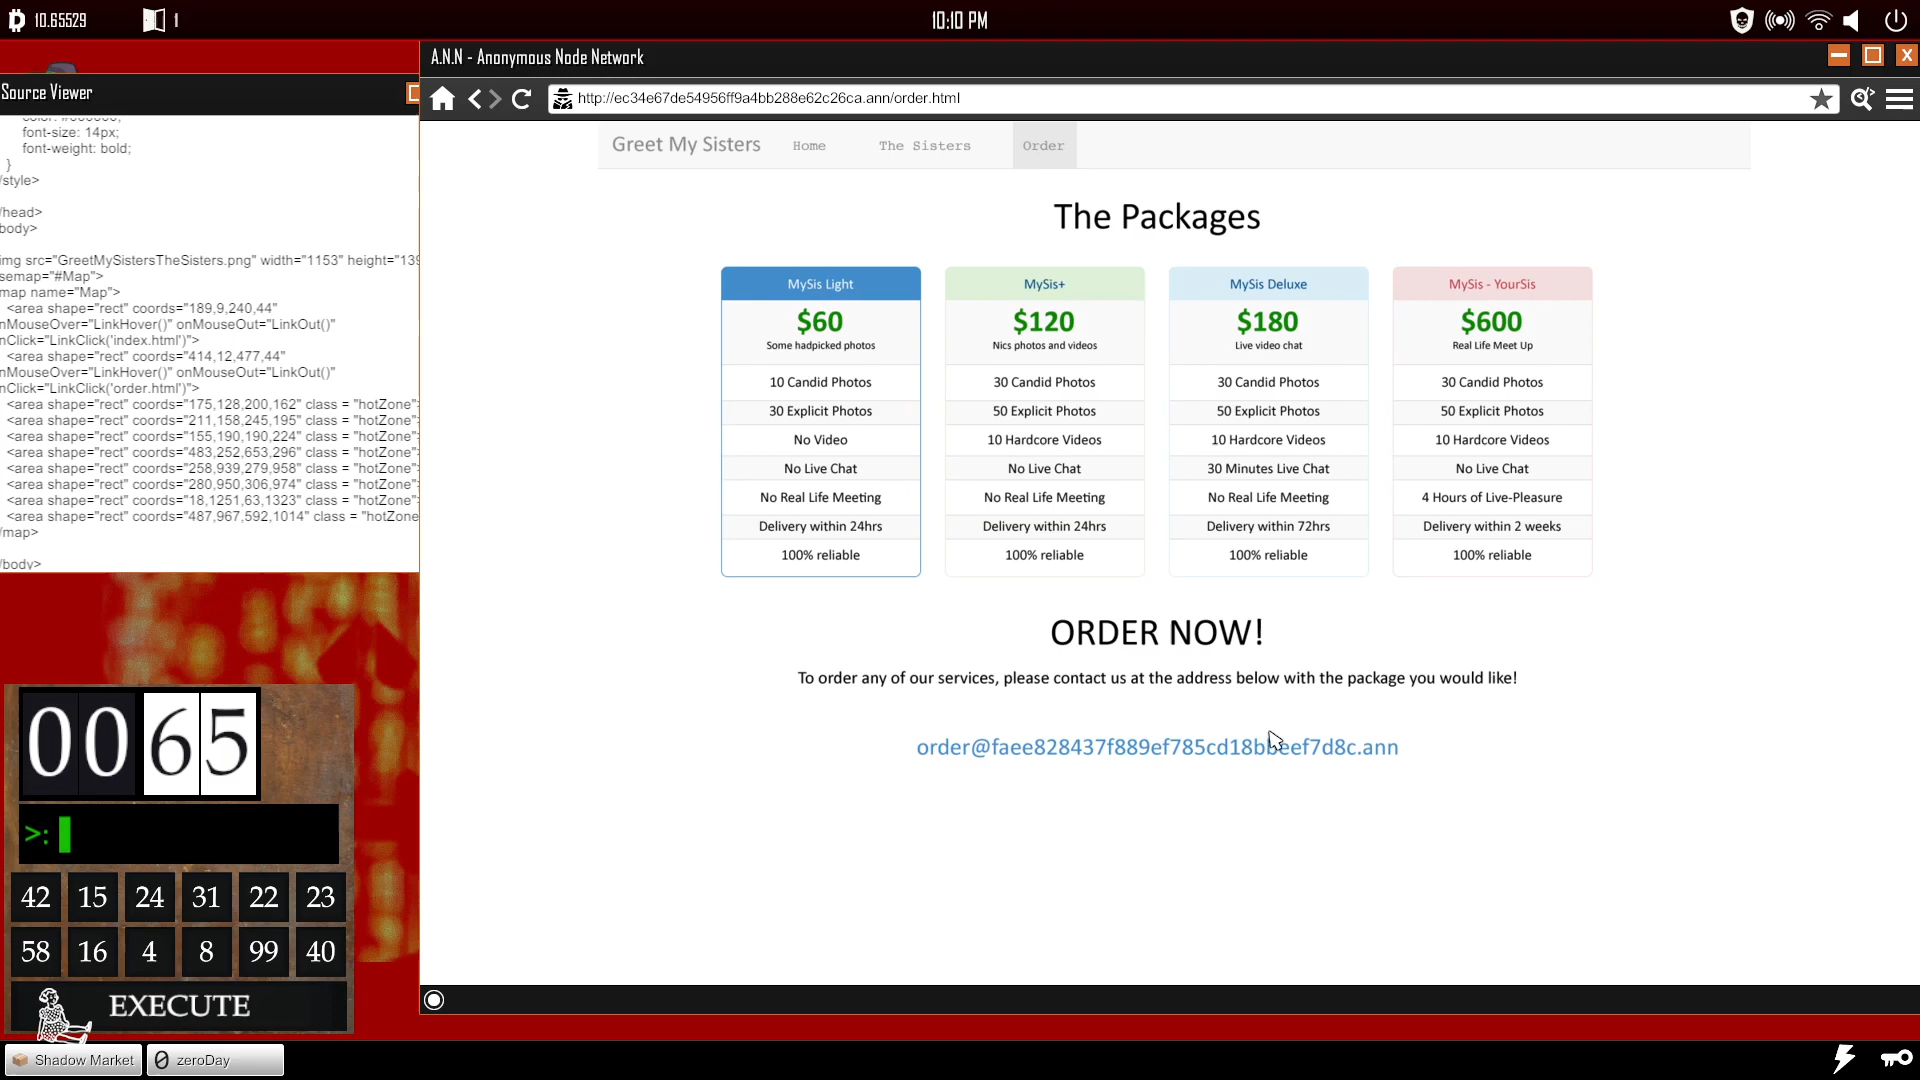 10.65529
1
10:10 PM
A.N.N - Anonymous Node Network
http://ec34e67de54956ff9a4bb288e62c26ca.ann/order.html
Source Viewer
font-size: 14px;
font-weight: bold;
}
/style>
/head>
body>
img src="GreetMySistersTheSisters.png" width="1153" height="139
semap="#Map">
map name="Map">
<area shape="rect" coords="189,9,240,44"
nMouseOver="LinkHover()" onMouseOut="LinkOut()"
nClick="LinkClick('index.html')">
<area shape="rect" coords="414,12,477,44"
nMouseOver="LinkHover()" onMouseOut="LinkOut()"
nClick="LinkClick('order.html')">
<area shape="rect" coords="175,128,200,162" class = "hotZone">
<area shape="rect" coords="211,158,245,195" class = "hotZone">
<area shape="rect" coords="155,190,190,224" class = "hotZone">
<area shape="rect" coords="483,252,653,296" class = "hotZone">
<area shape="rect" coords="258,939,279,958" class = "hotZone">
<area shape="rect" coords="280,950,306,974" class = "hotZone">
<area shape="rect" coords="18,1251,63,1323" class = "hotZone">
<area shape="rect" coords="487,967,592,1014" class = "hotZone
/map>
/body>
Greet My Sisters Home The Sisters Order
The Packages
MySis Light
$60
Some hadpicked photos
10 Candid Photos
30 Explicit Photos
No Video
No Live Chat
No Real Life Meeting
Delivery within 24hrs
100% reliable
MySis+
$120
Nics photos and videos
30 Candid Photos
50 Explicit Photos
10 Hardcore Videos
No Live Chat
No Real Life Meeting
Delivery within 24hrs
100% reliable
MySis Deluxe
$180
Live video chat
30 Candid Photos
50 Explicit Photos
10 Hardcore Videos
30 Minutes Live Chat
No Real Life Meeting
Delivery within 72hrs
100% reliable
MySis - YourSis
$600
Real Life Meet Up
30 Candid Photos
50 Explicit Photos
10 Hardcore Videos
No Live Chat
4 Hours of Live-Pleasure
Delivery within 2 weeks
100% reliable
ORDER NOW!
To order any of our services, please contact us at the address below with the package you would like!
order@faee828437f889ef785cd18bbeef7d8c.ann
0065
>:
42 15 24 31 22 23
58 16 4 8 99 40
EXECUTE
Shadow Market
zeroDay